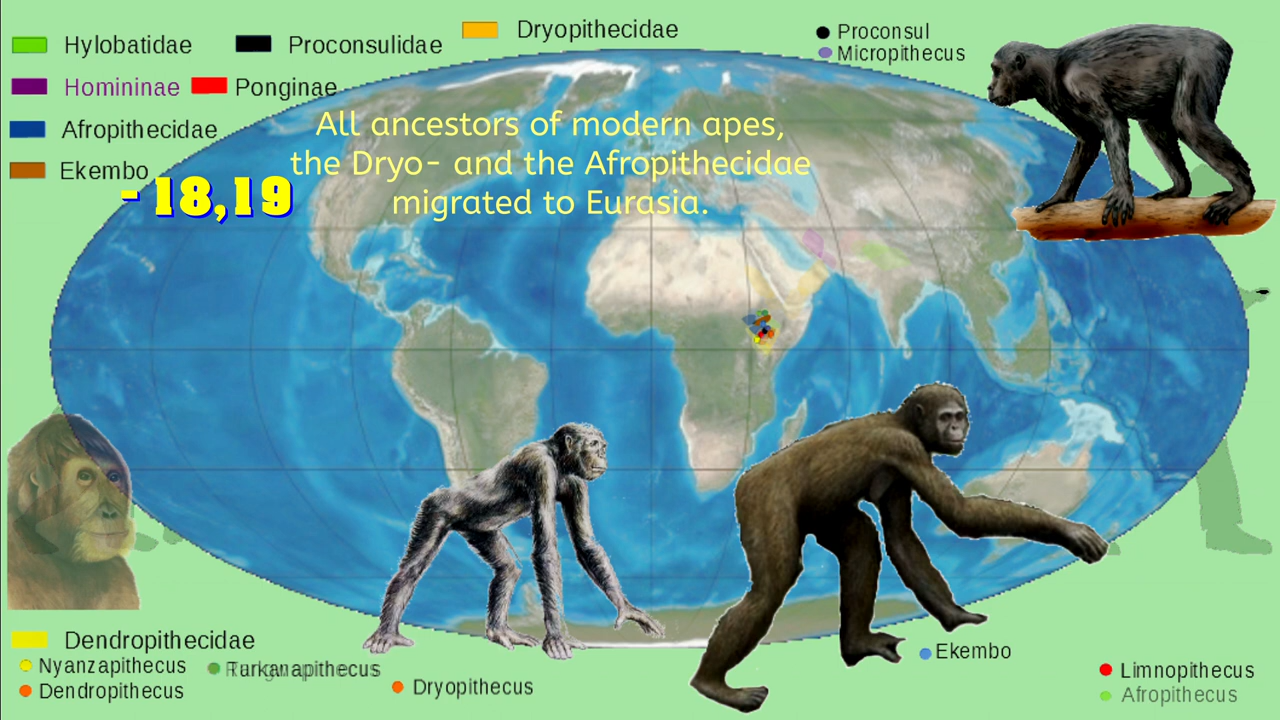 Hylobatidae
Proconsulidae
Dryopithecidae
Proconsul
Micropithecus
Homininae
Ponginae
Afropithecidae
Ekembo
- 18,19
All ancestors of modern apes,
the Dryo- and the Afropithecidae
migrated to Eurasia.
Dendropithecidae
Nyanzapithecus
Dendropithecus
Dryopithecus
Ekembo
Limnopithecus
Afropithecus